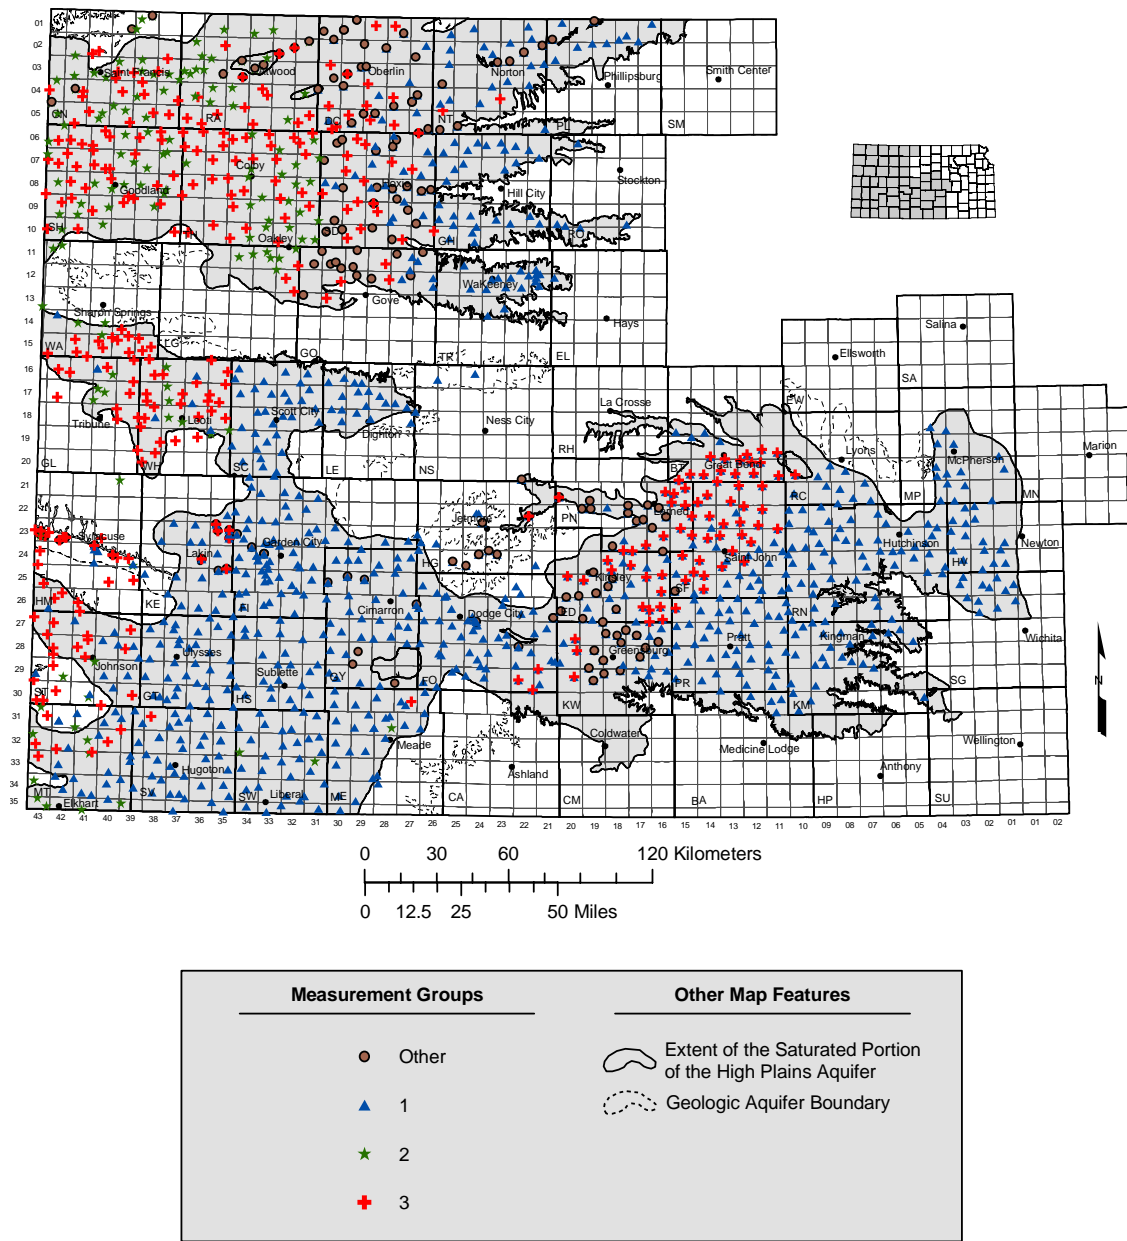 01
02
03
04
05
06
07
08
09
10
11
12
13
14
15
16
17
18
19
20
21
22
23
24
25
26
27
28
29
30
31
32
33
34
35
Saint Francis
Atwood
Oberlin
Norton
Phillipsburg
Smith Center
CN
RA
DC
NT
PL
SM
Goodland
Colby
Hoxie
Hill City
Stockton
SH
TH
SD
GH
RO
Oakley
Gove
WaKeeney
Hays
Sharon Springs
WA
LG
GO
TR
EL
Salina
Ellsworth
SA
EW
Tribune
Leoti
Scott City
Dighton
Ness City
La Crosse
GL
WH
SC
LE
NS
RH
BT
Great Bend
Lyons
McPherson
Marion
RC
MP
MN
Syracuse
Lakin
Garden City
Jetmore
PN
Larned
Saint John
Hutchinson
Newton
HM
KE
FI
HG
Kinsley
SF
HV
Cimarron
Dodge City
ED
RN
Johnson
Ulysses
Sublette
Greensburg
Pratt
Kingman
Wichita
ST
GT
HS
GY
FO
KW
PR
KM
SG
Hugoton
Meade
Coldwater
Medicine Lodge
Wellington
Ashland
Anthony
MT
Elkhart
SV
SW
Liberal
ME
CA
CM
BA
HP
SU
43 42 41 40 39 38 37 36 35 34 33 32 31 30 29 28 27 26 25 24 23 22 21 20 19 18 17 16 15 14 13 12 11 10 09 08 07 06 05 04 03 02 01 01 02
N
0 30 60 120 Kilometers
0 12.5 25 50 Miles
Measurement Groups
Other
1
2
3
Other Map Features
Extent of the Saturated Portion
of the High Plains Aquifer
Geologic Aquifer Boundary